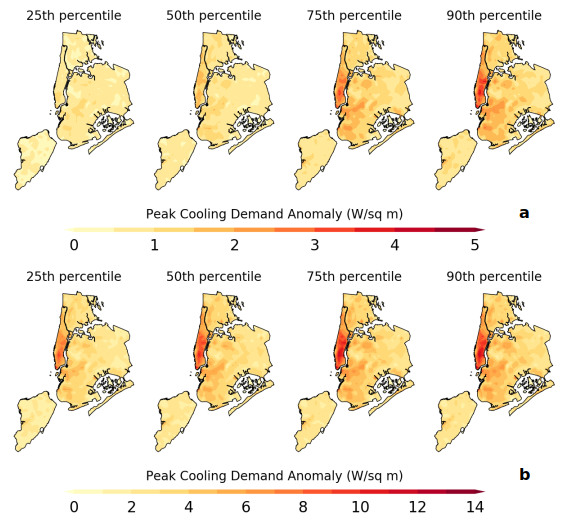 25th percentile 50th percentile 75th percentile 90th percentile
Peak Cooling Demand Anomaly (W/sq m) a
0 1 2 3 4 5
25th percentile 50th percentile 75th percentile 90th percentile
Peak Cooling Demand Anomaly (W/sq m) b
0 2 4 6 8 10 12 14